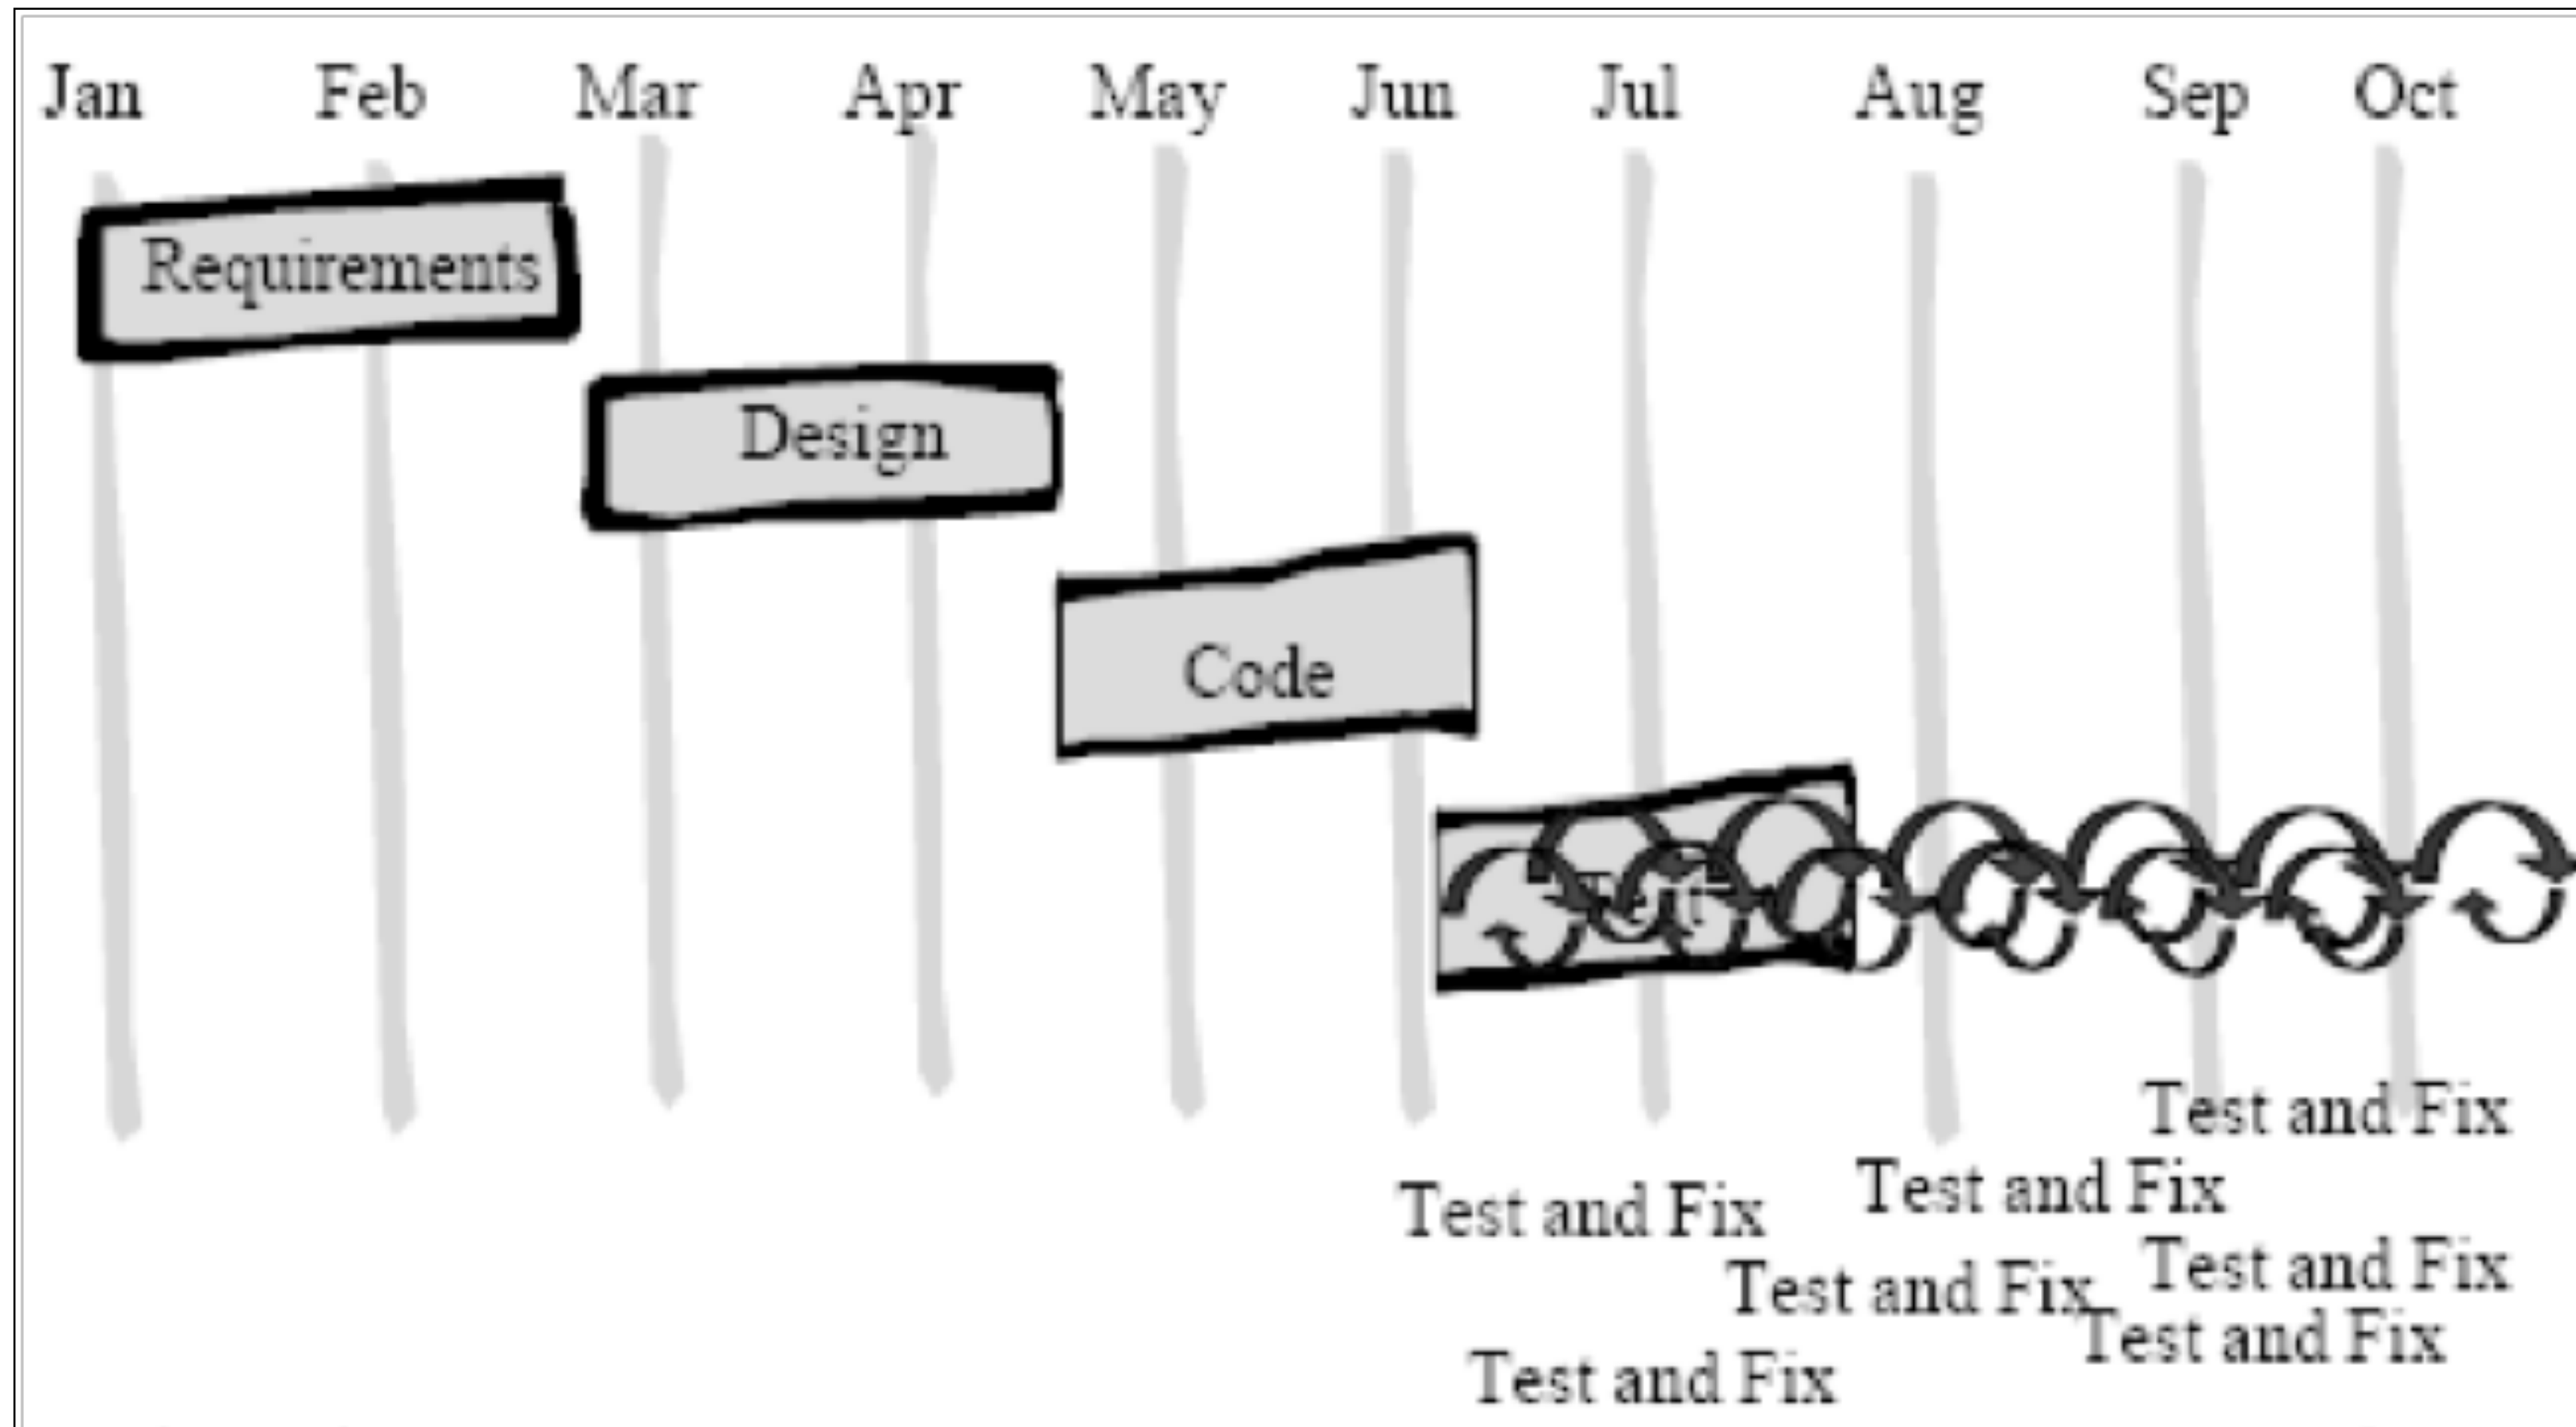 Jan Feb Mar Apr May Jun Jul Aug Sep Oct
Requirements
Design
Code
Test
Test and Fix
Test and Fix
Test and Fix
Test and Fix
Test and Fix
Test and Fix
Test and Fix